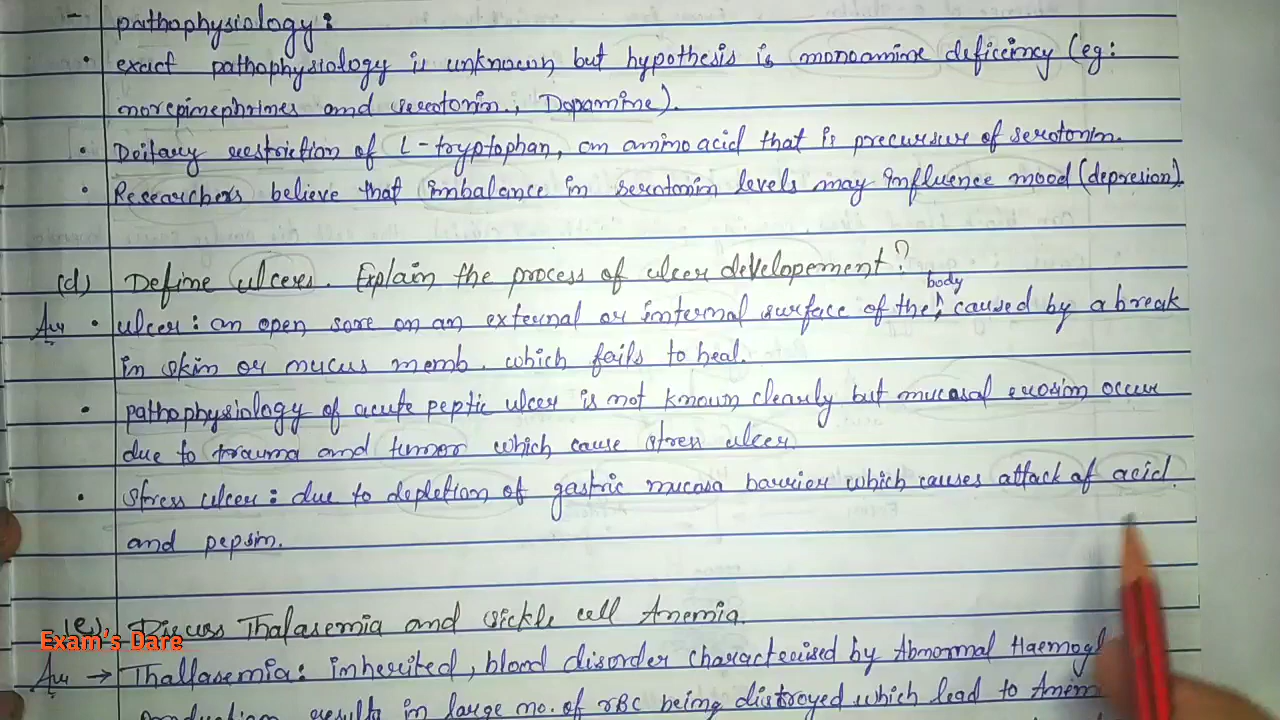 - pathophysiology:
• exact pathophysiology is unknown but hypothesis is monoamine deficiency (eg:
norepinephrines and serotonin, Dopamine).
• Deitary restriction of L-tryptophan, an amino acid that is precursur of serotonin.
• Researchers believe that imbalance in serotonin levels may influence mood (depresion)
(d) Define ulcers. Explain the process of ulcer developement?
body
Ans • ulcer: an open sore on an external or internal surface of the, caused by a break
in skin or mucus memb. which fails to heal.
• pathophysiology of acute peptic ulcer is not known clearly but mucosal erosion occur
due to trauma and tumor which cause stress ulcer
• Stress ulcer: due to depletion of gastric mucosa barrier which causes attack of acid.
and pepsin.
(e). Discuss Thalasemia and sickle cell Anemia.
Exam's Dare
Ans → Thallasemia: inherited, blood disorder characterised by Abnormal Haemogl
results in large no. of RBC being distroyed which lead to Anem